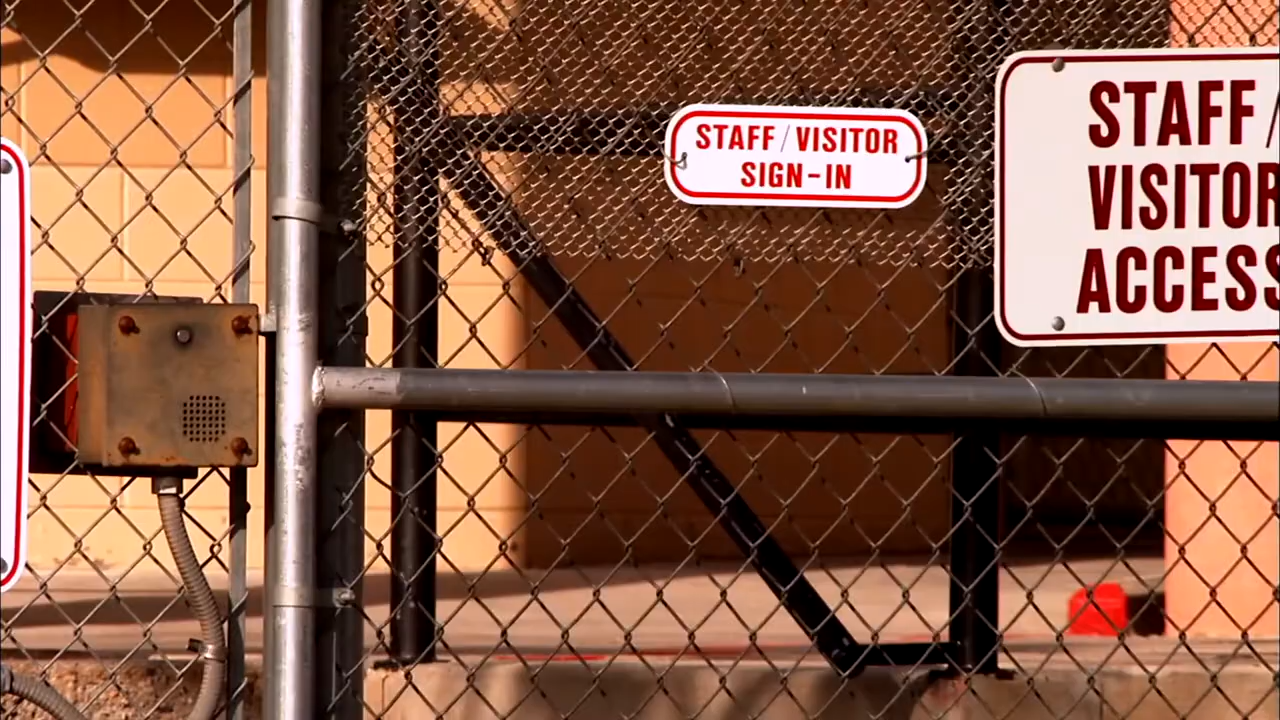 STAFF/VISITOR
SIGN-IN
STAFF/
VISITOR
ACCESS